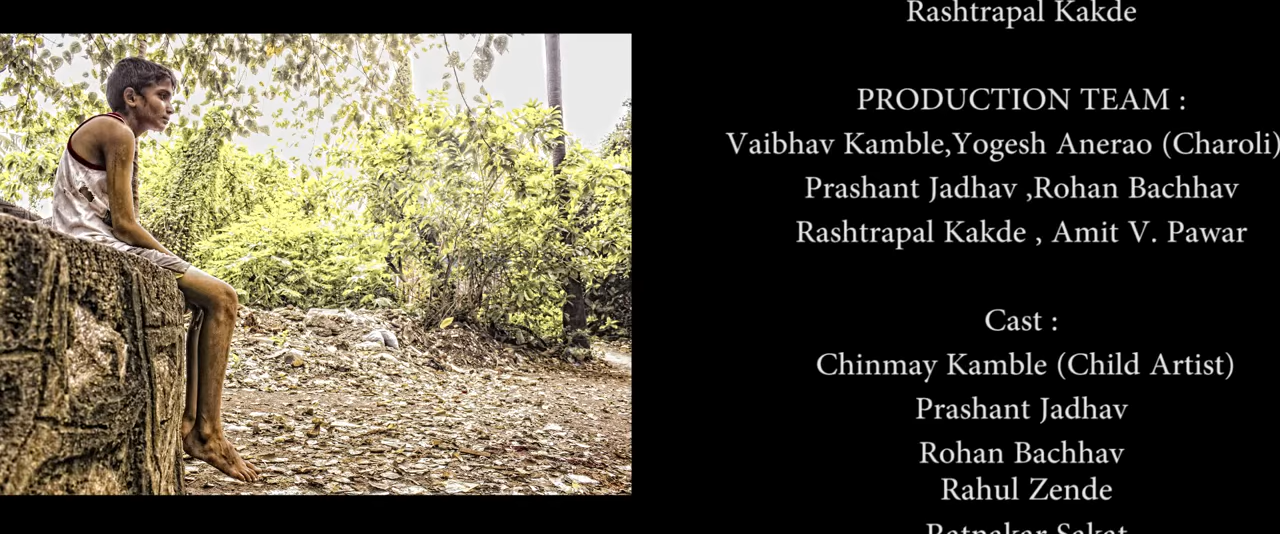 Rashtrapal Kakde
PRODUCTION TEAM :
Vaibhav Kamble,Yogesh Anerao (Charoli)
Prashant Jadhav ,Rohan Bachhav
Rashtrapal Kakde , Amit V. Pawar
Cast :
Chinmay Kamble (Child Artist)
Prashant Jadhav
Rohan Bachhav
Rahul Zende